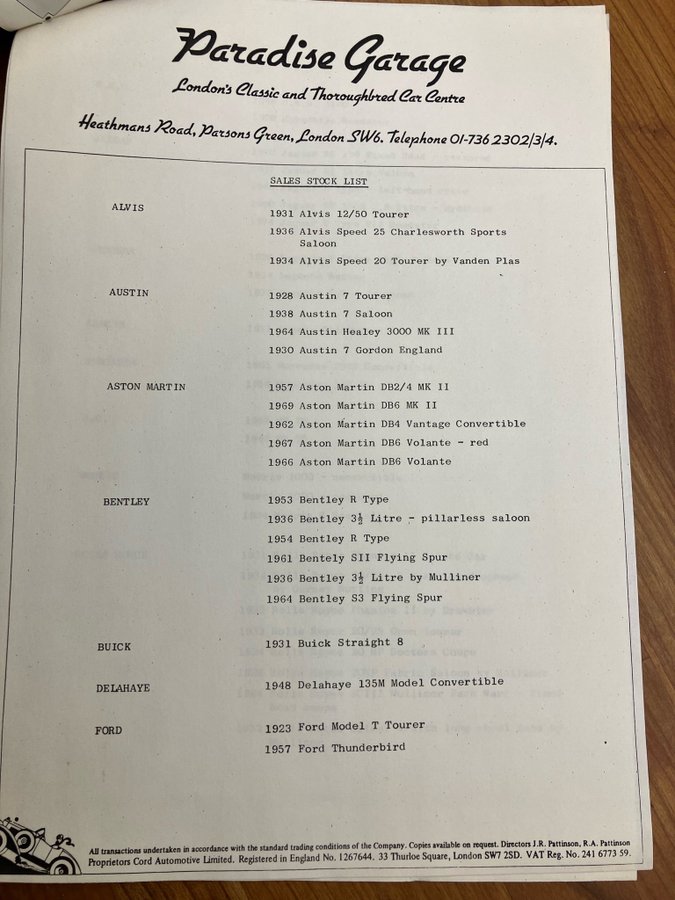 Paradise Garage
London's Classic and Thoroughbred Car Centre
Heathmans Road, Parsons Green, London SW6. Telephone 01-736 2302/3/4.
SALES STOCK LIST
ALVIS
1931 Alvis 12/50 Tourer
1936 Alvis Speed 25 Charlesworth Sports
Saloon
1934 Alvis Speed 20 Tourer by Vanden Plas
AUSTIN
1928 Austin 7 Tourer
1938 Austin 7 Saloon
1964 Austin Healey 3000 MK III
1930 Austin 7 Gordon England
ASTON MARTIN
1957 Aston Martin DB2/4 MK II
1969 Aston Martin DB6 MK II
1962 Aston Martin DB4 Vantage Convertible
1967 Aston Martin DB6 Volante - red
1966 Aston Martin DB6 Volante
BENTLEY
1953 Bentley R Type
1936 Bentley 3½ Litre - pillarless saloon
1954 Bentley R Type
1961 Bentely SII Flying Spur
1936 Bentley 3½ Litre by Mulliner
1964 Bentley S3 Flying Spur
BUICK
1931 Buick Straight 8
DELAHAYE
1948 Delahaye 135M Model Convertible
FORD
1923 Ford Model T Tourer
1957 Ford Thunderbird
All transactions undertaken in accordance with the standard trading conditions of the Company. Copies available on request. Directors J.R. Pattinson, R.A. Pattinson
Proprietors Cord Automotive Limited. Registered in England No. 1267644. 33 Thurloe Square, London SW7 2SD. VAT Reg. No. 241 6773 59.